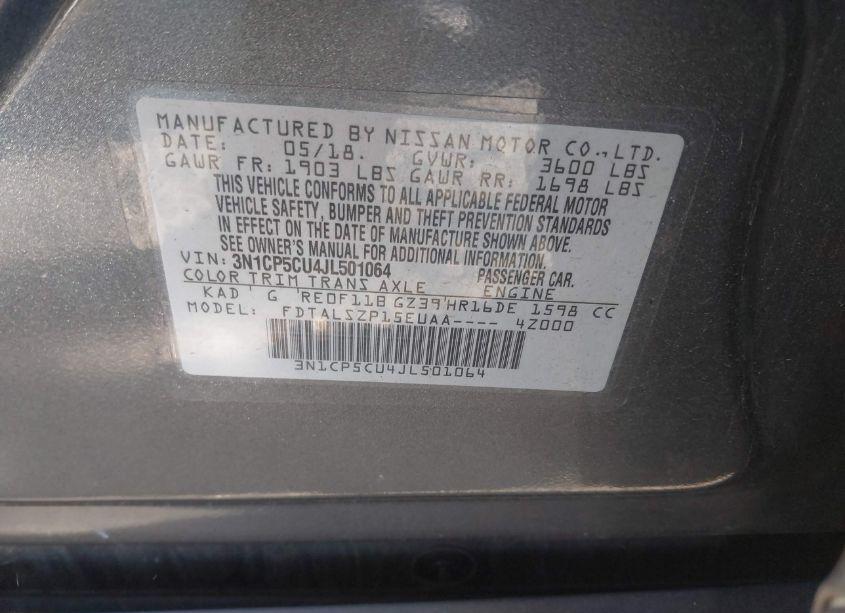 MANUFACTURED BY NISSAN MOTOR CO.,LTD.
DATE: 05/18. GVWR: 3600 LBS
GAWR FR: 1903 LBS GAWR RR: 1698 LBS
THIS VEHICLE CONFORMS TO ALL APPLICABLE FEDERAL MOTOR
VEHICLE SAFETY, BUMPER AND THEFT PREVENTION STANDARDS
IN EFFECT ON THE DATE OF MANUFACTURE SHOWN ABOVE.
SEE OWNER'S MANUAL FOR ADDITIONAL INFORMATION.
VIN: 3N1CP5CU4JL501064 PASSENGER CAR.
COLOR TRIM TRANS AXLE ENGINE
KAD G RE0F11B GZ39 HR16DE 1598 CC
MODEL: FDTALSZP15EUAA---- 4Z000
3N1CP5CU4JL501064